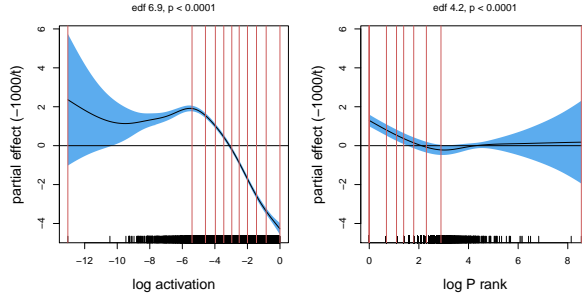 edf 6.9, p < 0.0001
partial effect (−1000/t)
6
4
2
0
−2
−4
−12 −10 −8 −6 −4 −2 0
log activation
edf 4.2, p < 0.0001
partial effect (−1000/t)
6
4
2
0
−2
−4
0 2 4 6 8
log P rank